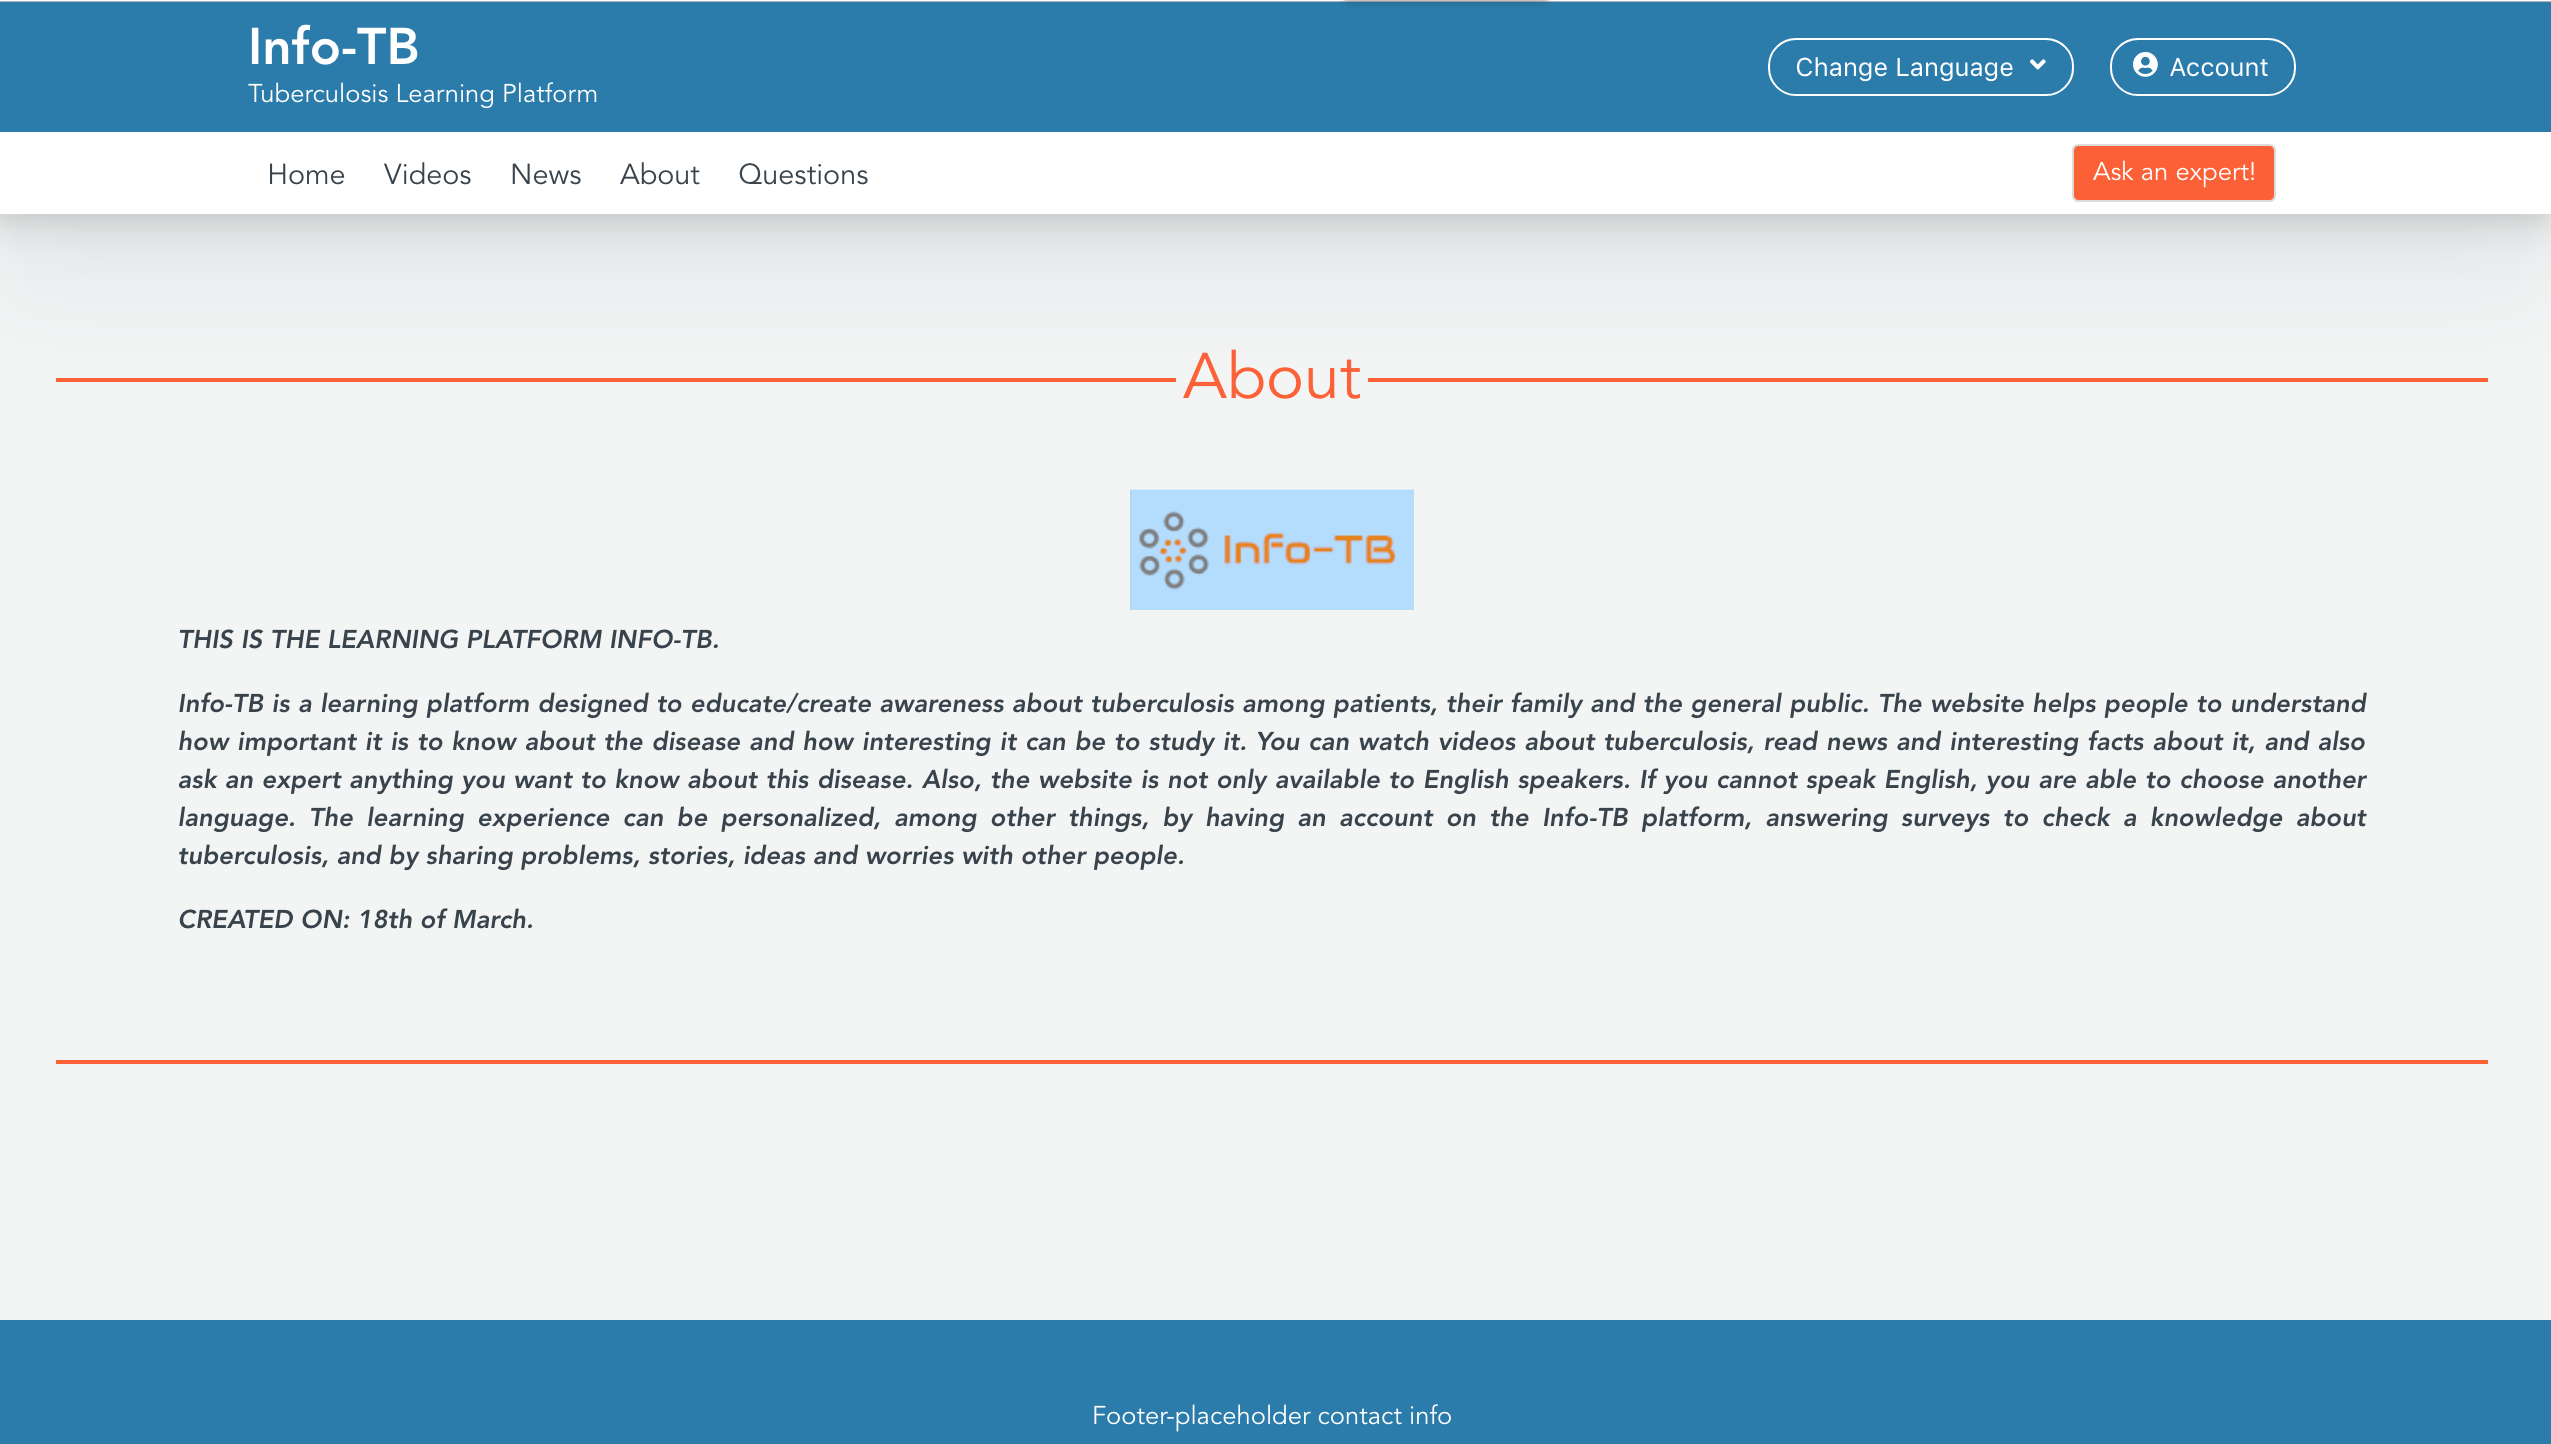 Info-TB
Tuberculosis Learning Platform
Change Language
Account
Home Videos News About Questions
Ask an expert!
About
Info-TB
THIS IS THE LEARNING PLATFORM INFO-TB.
Info-TB is a learning platform designed to educate/create awareness about tuberculosis among patients, their family and the general public. The website helps people to understand
how important it is to know about the disease and how interesting it can be to study it. You can watch videos about tuberculosis, read news and interesting facts about it, and also
ask an expert anything you want to know about this disease. Also, the website is not only available to English speakers. If you cannot speak English, you are able to choose another
language. The learning experience can be personalized, among other things, by having an account on the Info-TB platform, answering surveys to check a knowledge about
tuberculosis, and by sharing problems, stories, ideas and worries with other people.
CREATED ON: 18th of March.
Footer-placeholder contact info